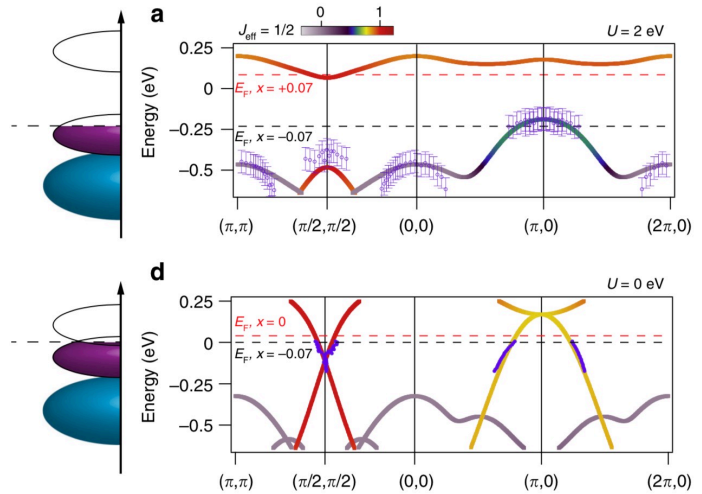 a
J_eff = 1/2
0
1
U = 2 eV
Energy (eV)
0.25
0
−0.25
−0.5
E_F, x = +0.07
E_F, x = −0.07
(π,π)
(π/2,π/2)
(0,0)
(π,0)
(2π,0)
d
U = 0 eV
Energy (eV)
0.25
0
−0.25
−0.5
E_F, x = 0
E_F, x = −0.07
(π,π)
(π/2,π/2)
(0,0)
(π,0)
(2π,0)